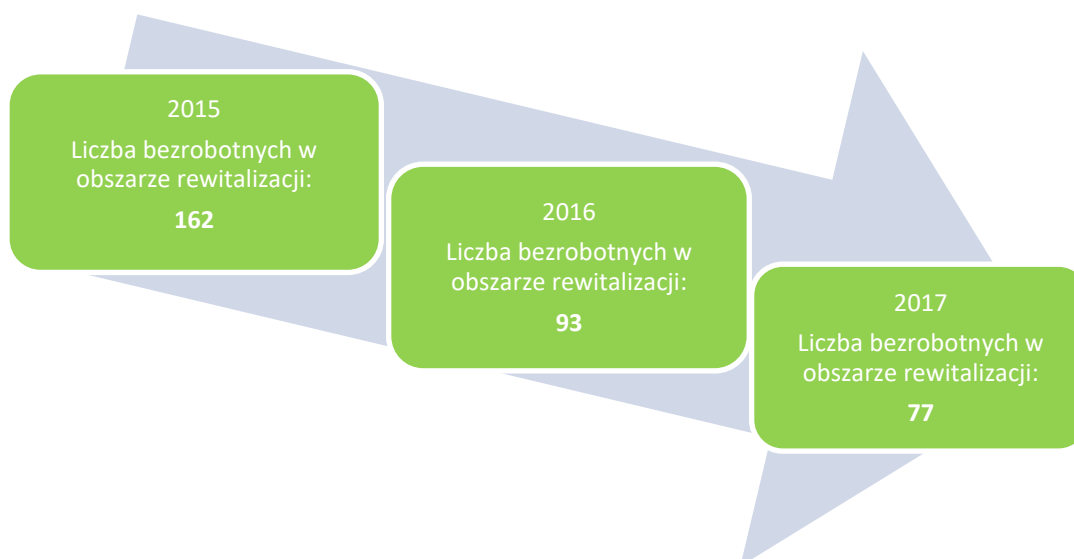 2015
Liczba bezrobotnych w
obszarze rewitalizacji:
162
2016
Liczba bezrobotnych w
obszarze rewitalizacji:
93
2017
Liczba bezrobotnych w
obszarze rewitalizacji:
77